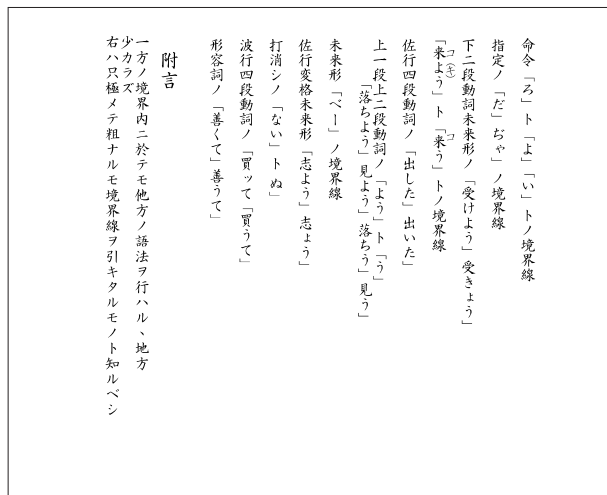 命令「ろ」ト「よ」「い」トノ境界線
指定ノ「だ」ぢゃ」ノ境界線
下二段動詞未来形ノ「受けよう」受きょう」
「来よう」ト「来う」トノ境界線
コ(キ)
コ
佐行四段動詞ノ「出した」出いた」
上一段上二段動詞ノ「よう」ト「う」
「落ちよう」見よう」落ちう」見う」
未来形「べー」ノ境界線
佐行変格未来形「志よう」志ょう」
打消シノ「ない」トぬ」
波行四段動詞ノ「買ッて」買うて」
形容詞ノ「善くて」善うて」
附言
一方ノ境界内ニ於テモ他方ノ語法ヲ行ハルヽ地方
少カラズ
右ハ只極メテ粗ナルモ境界線ヲ引キタルモノト知ルベシ